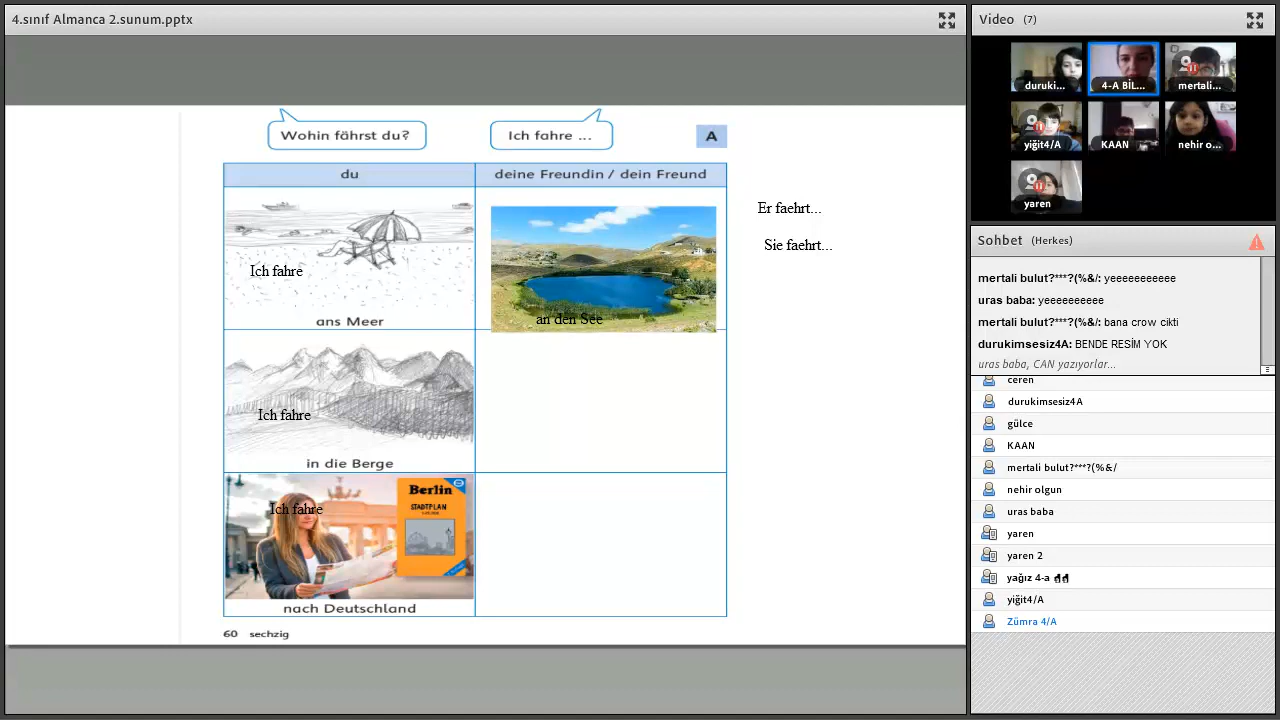 4.sınıf Almanca 2.sunum.pptx
Wohin fährst du?
Ich fahre ...
A
du
deine Freundin / dein Freund
Ich fahre
ans Meer
an den See
Er faehrt...
Sie faehrt...
Ich fahre
in die Berge
Ich fahre
Berlin
STADTPLAN
nach Deutschland
60 sechzig
Video (7)
duruki...
4-A BİL...
mertali...
yiğit4/A
KAAN
nehir o...
yaren
Sohbet (Herkes)
mertali bulut?***?(%&/: yeeeeeeeeeee
uras baba: yeeeeeeeeee
mertali bulut?***?(%&/: bana crow cikti
durukimsesiz4A: BENDE RESİM YOK
uras baba, CAN yazıyorlar...
ceren
durukimsesiz4A
gülce
KAAN
mertali bulut?***?(%&/
nehir olgun
uras baba
yaren
yaren 2
yağız 4-a
yiğit4/A
Zümra 4/A